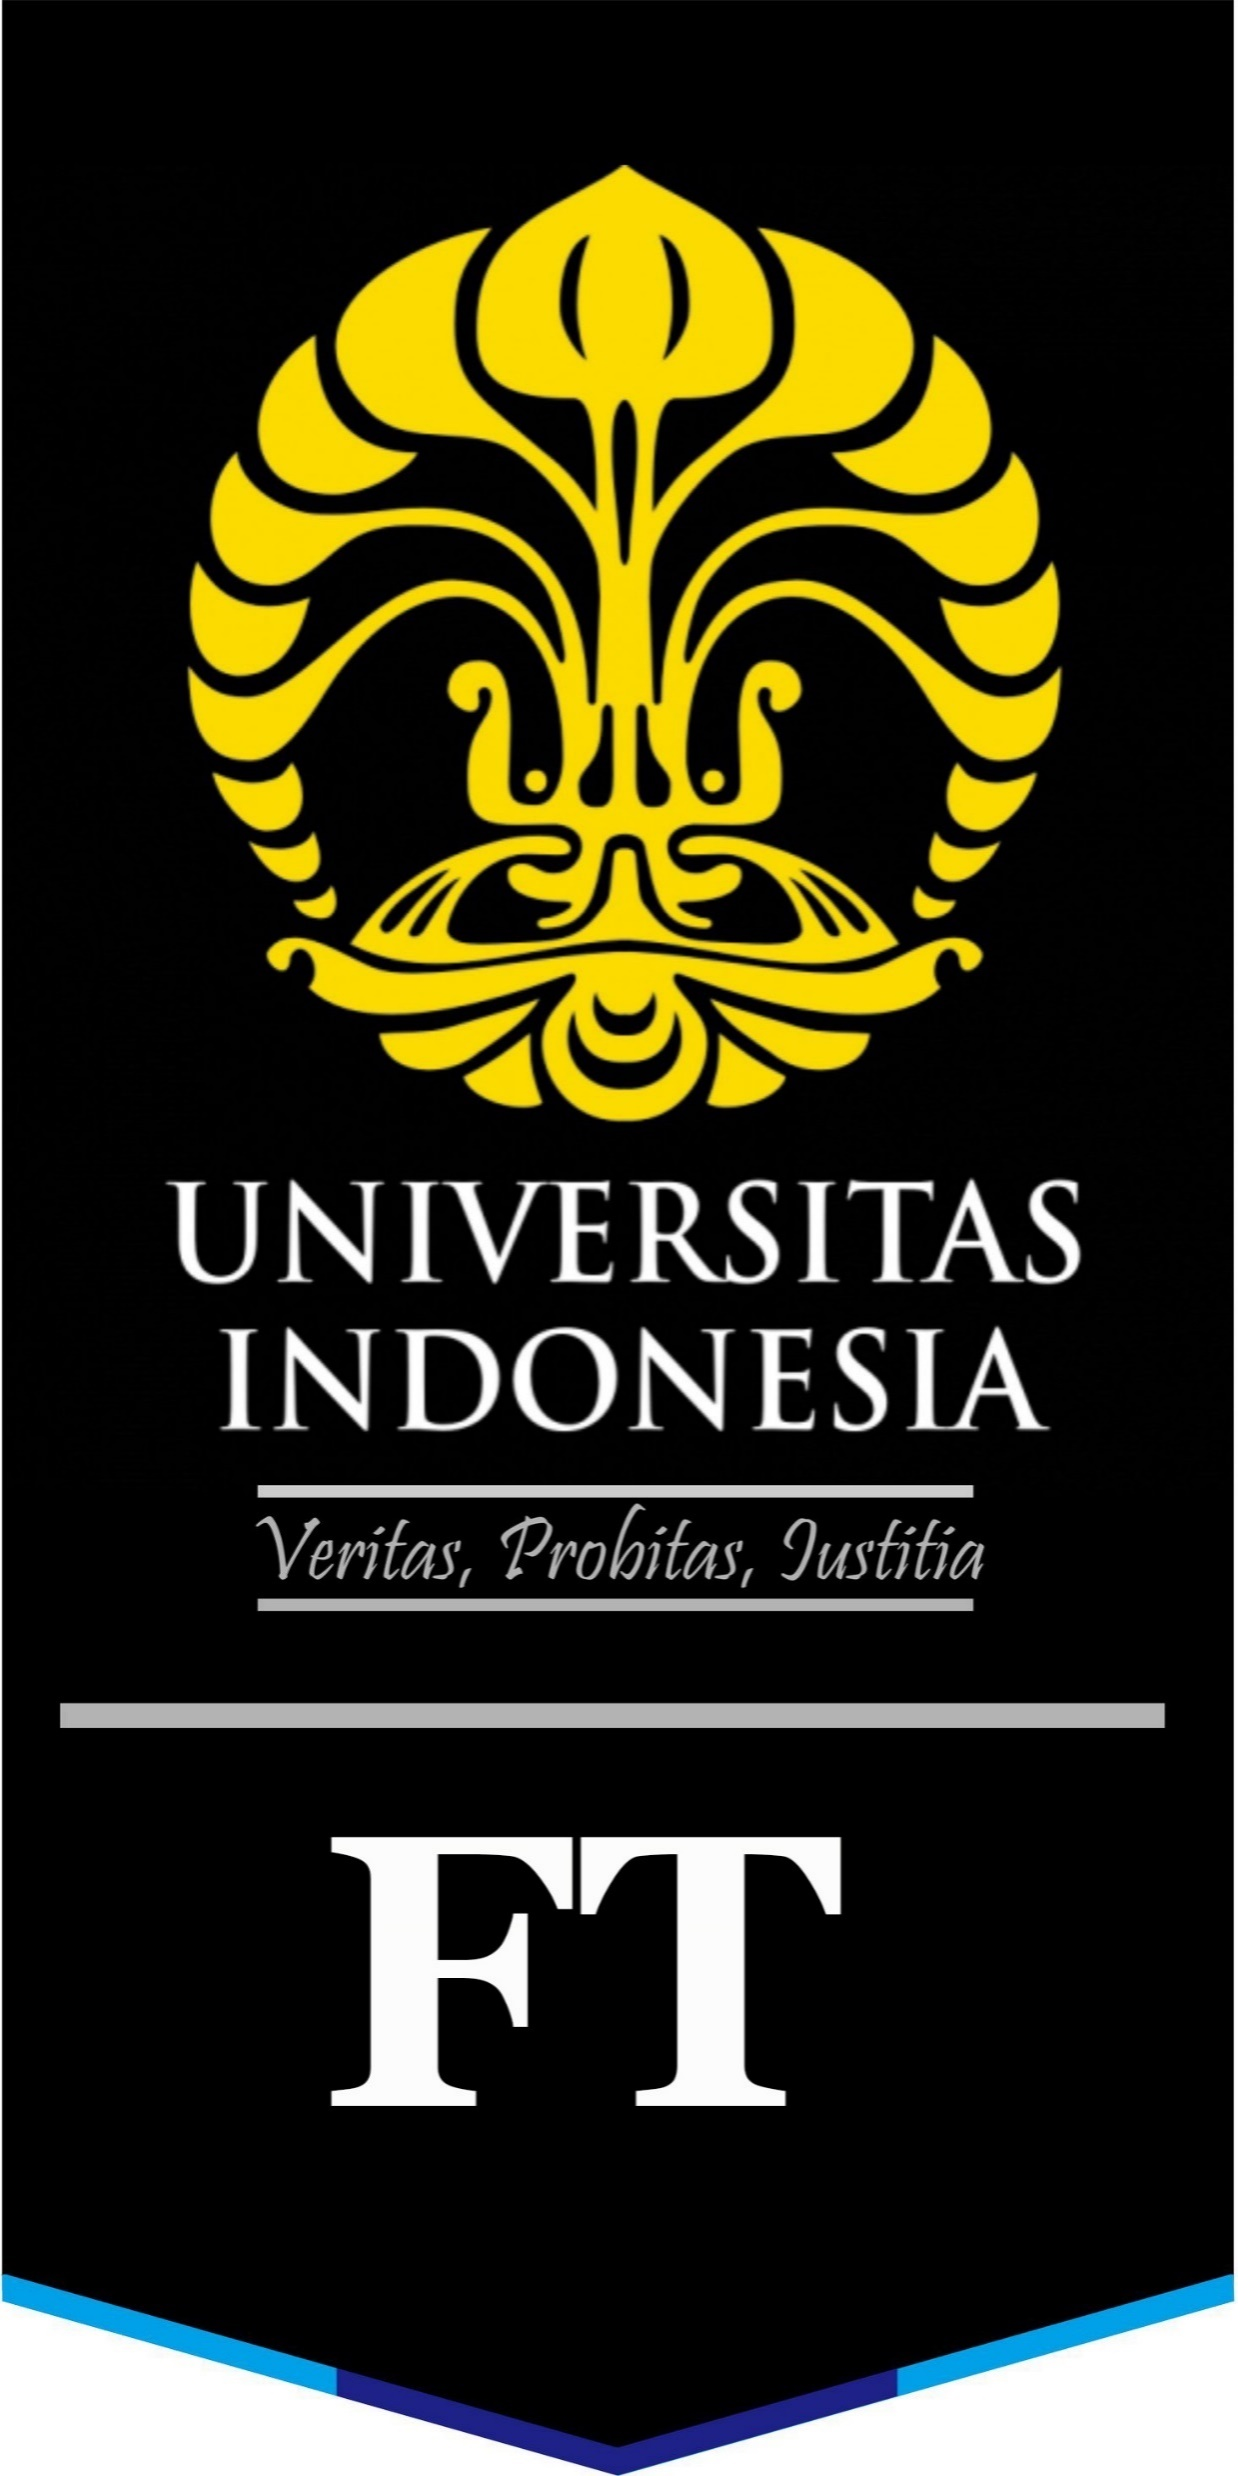 UNIVERSITAS
INDONESIA
Veritas, Probitas, Iustitia
FT